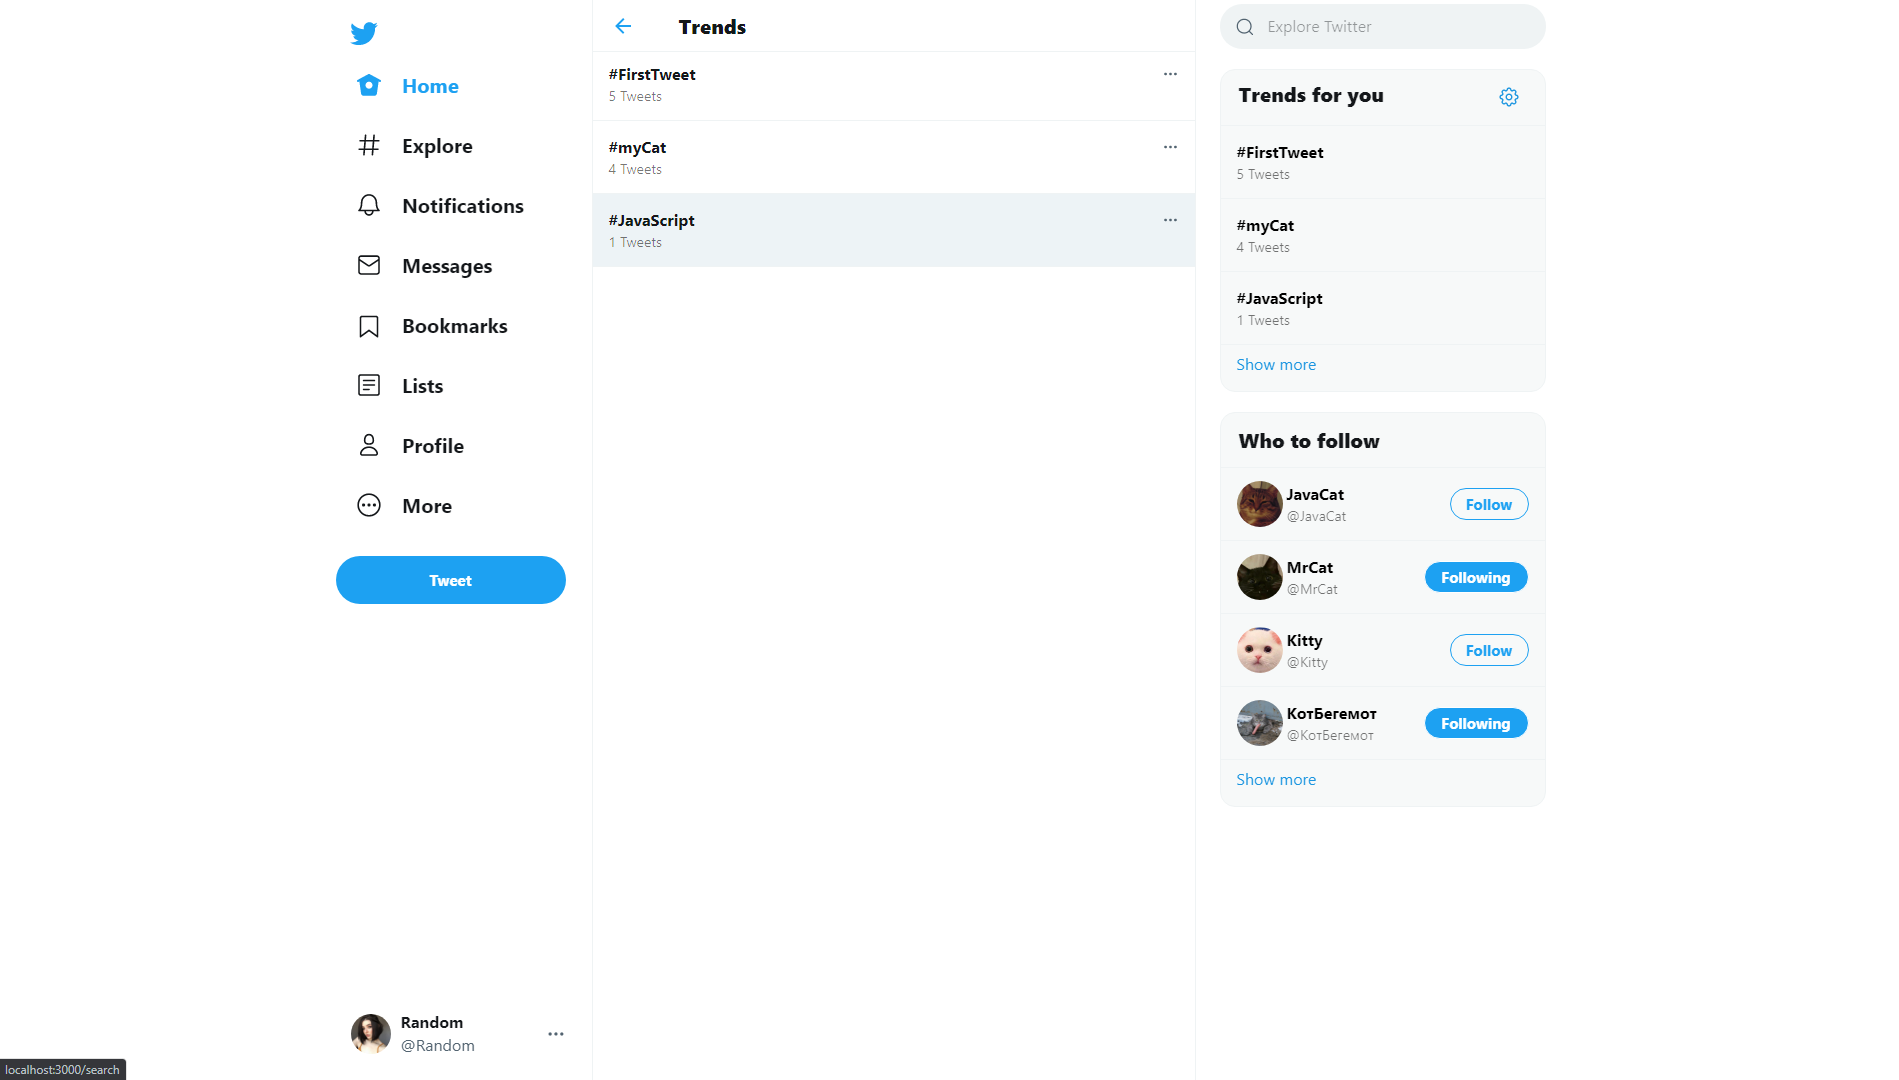 Home
Explore
Notifications
Messages
Bookmarks
Lists
Profile
More
Tweet
Random
@Random
localhost:3000/search
Trends
#FirstTweet
5 Tweets
#myCat
4 Tweets
#JavaScript
1 Tweets
Explore Twitter
Trends for you
#FirstTweet
5 Tweets
#myCat
4 Tweets
#JavaScript
1 Tweets
Show more
Who to follow
JavaCat
@JavaCat
Follow
MrCat
@MrCat
Following
Kitty
@Kitty
Follow
КотБегемот
@КотБегемот
Following
Show more